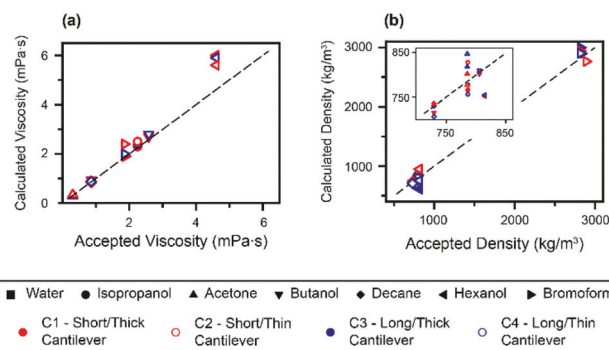 (a)
Calculated Viscosity (mPa·s)
6
4
2
0
0
2
4
6
Accepted Viscosity (mPa·s)
(b)
Calculated Density (kg/m³)
3000
2000
1000
850
750
750
850
1000
2000
3000
Accepted Density (kg/m³)
■ Water ● Isopropanol ▲ Acetone ▼ Butanol ◆ Decane ◄ Hexanol ► Bromoform
C1 - Short/Thick
Cantilever
C2 - Short/Thin
Cantilever
C3 - Long/Thick
Cantilever
C4 - Long/Thin
Cantilever